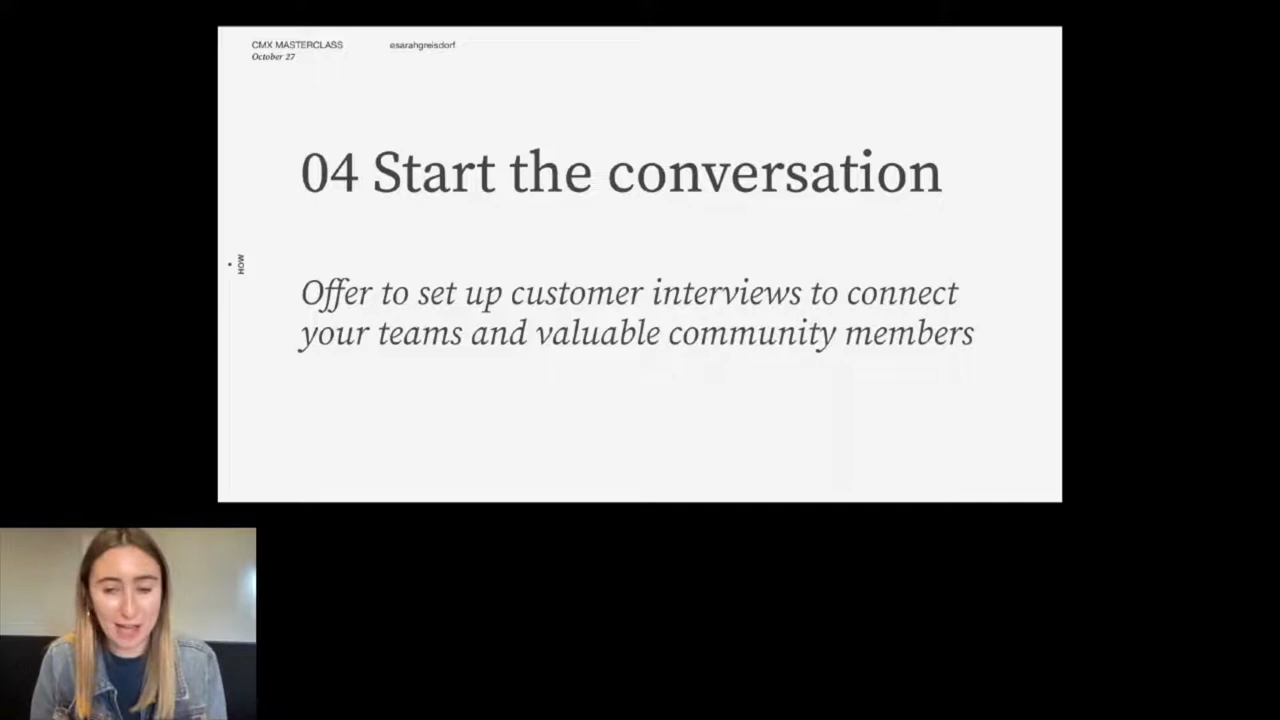 CMX MASTERCLASS
@sarahgreisdorf
October 27
04 Start the conversation
HOW
Offer to set up customer interviews to connect
your teams and valuable community members